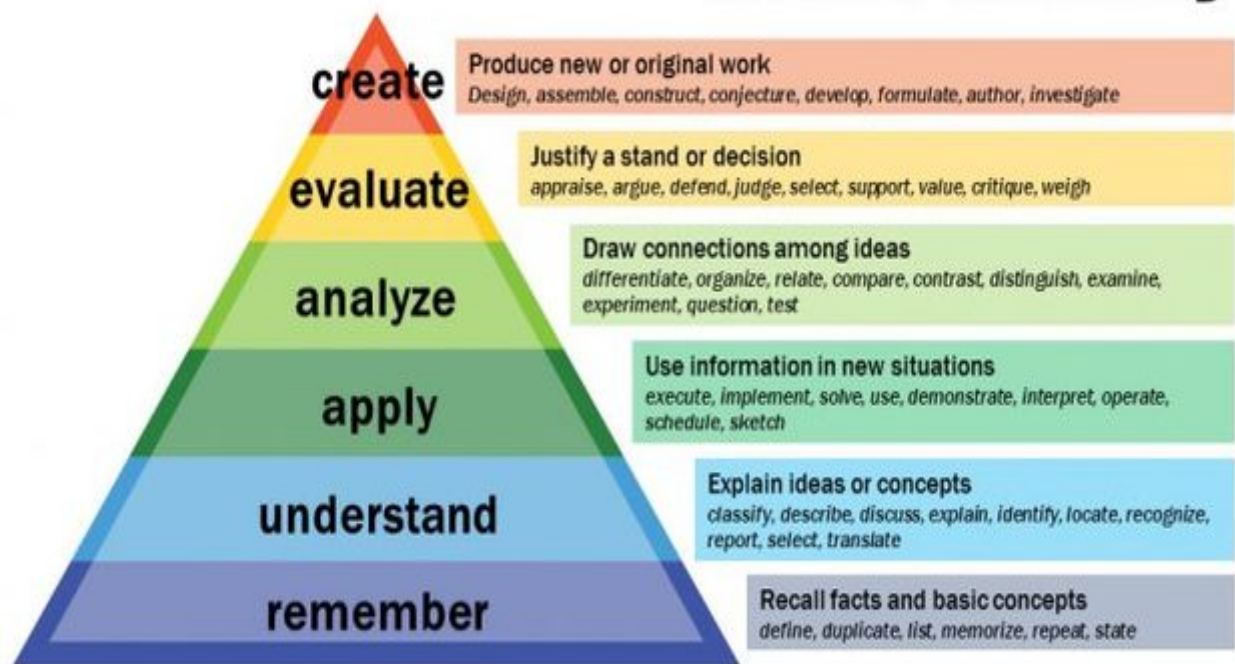 create
Produce new or original work
Design, assemble, construct, conjecture, develop, formulate, author, investigate
evaluate
Justify a stand or decision
appraise, argue, defend, judge, select, support, value, critique, weigh
analyze
Draw connections among ideas
differentiate, organize, relate, compare, contrast, distinguish, examine,
experiment, question, test
apply
Use information in new situations
execute, implement, solve, use, demonstrate, interpret, operate,
schedule, sketch
understand
Explain ideas or concepts
classify, describe, discuss, explain, identify, locate, recognize,
report, select, translate
remember
Recall facts and basic concepts
define, duplicate, list, memorize, repeat, state